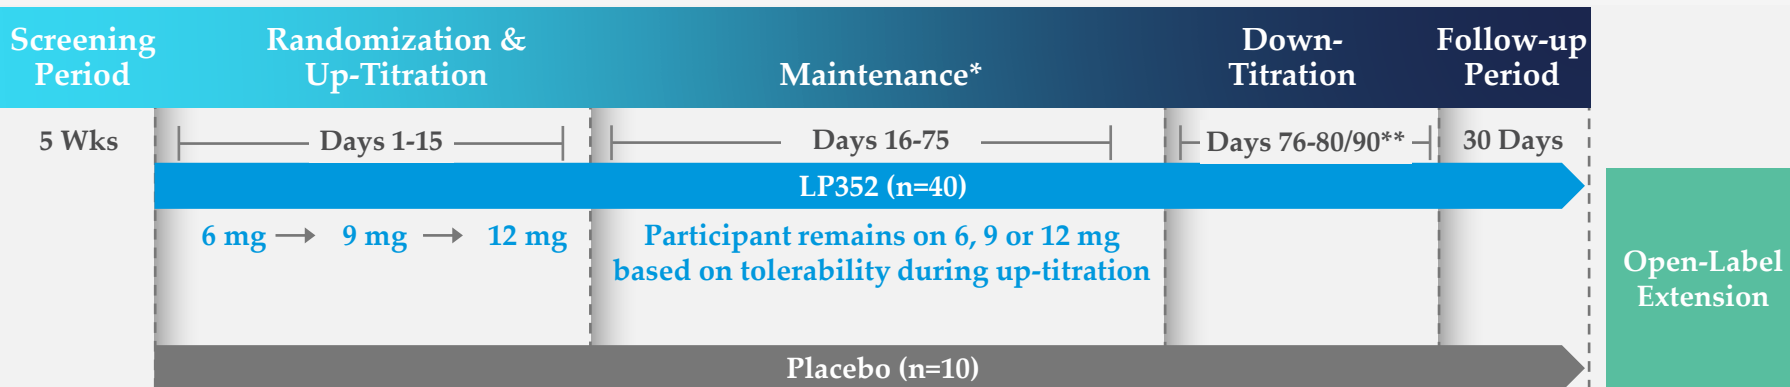 Screening
Period
Randomization &
Up-Titration
Maintenance*
Down-
Titration
Follow-up
Period
5 Wks
Days 1-15
Days 16-75
Days 76-80/90**
30 Days
LP352 (n=40)
6 mg → 9 mg → 12 mg
Participant remains on 6, 9 or 12 mg
based on tolerability during up-titration
Open-Label
Extension
Placebo (n=10)